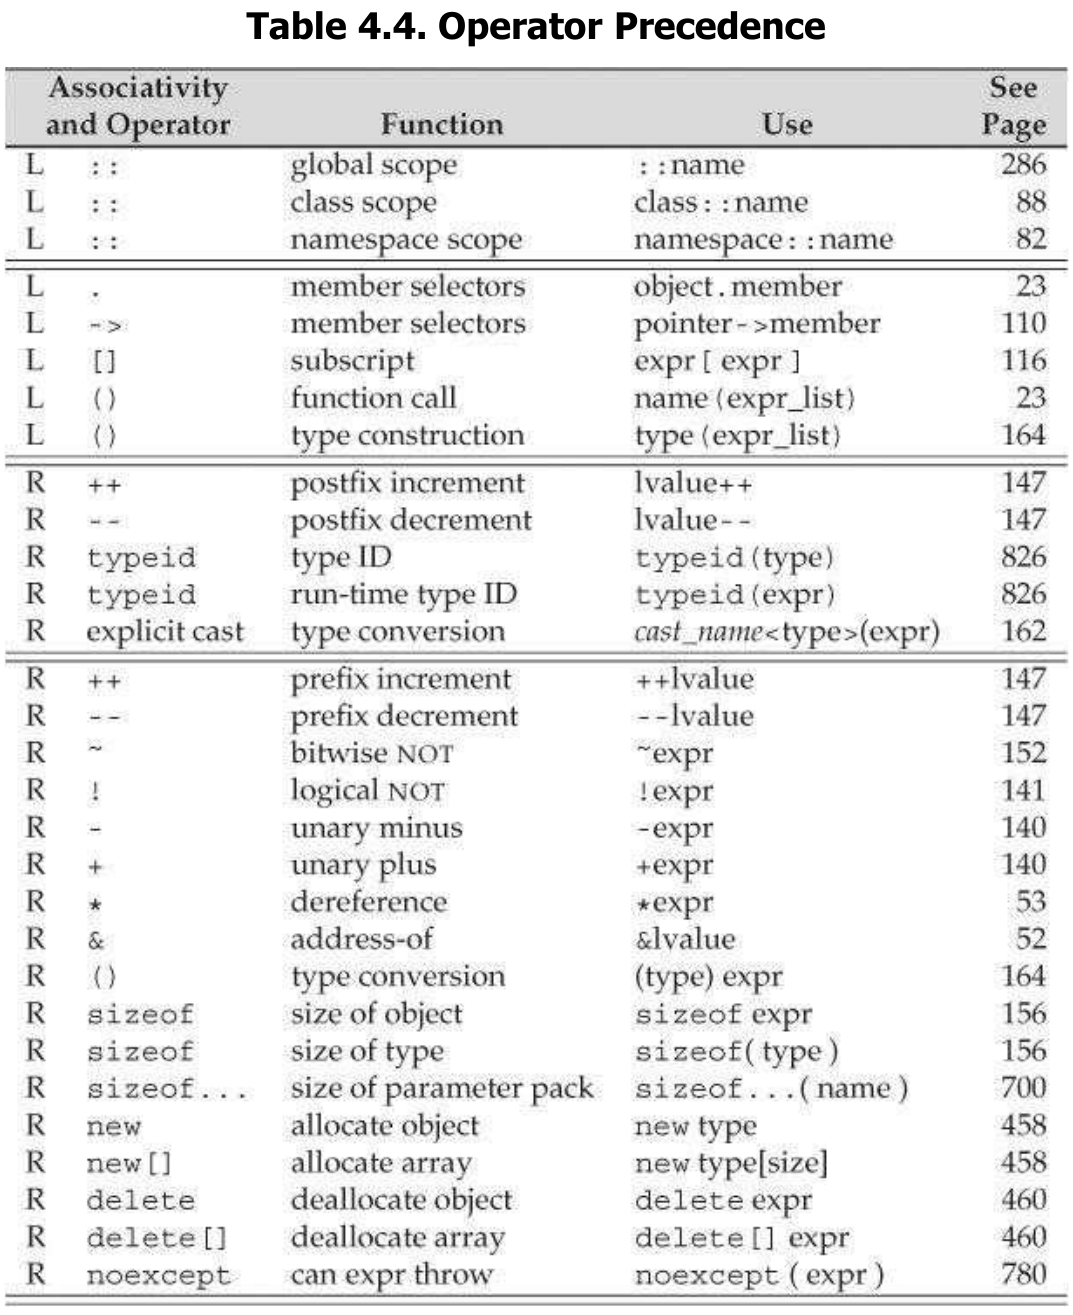 Table 4.4. Operator Precedence
Associativity See
and Operator Function Use Page
L :: global scope ::name 286
L :: class scope class::name 88
L :: namespace scope namespace::name 82
L . member selectors object.member 23
L -> member selectors pointer->member 110
L [] subscript expr[ expr ] 116
L () function call name(expr_list) 23
L () type construction type(expr_list) 164
R ++ postfix increment lvalue++ 147
R -- postfix decrement lvalue-- 147
R typeid type ID typeid(type) 826
R typeid run-time type ID typeid(expr) 826
R explicit cast type conversion cast_name<type>(expr) 162
R ++ prefix increment ++lvalue 147
R -- prefix decrement --lvalue 147
R ~ bitwise NOT ~expr 152
R ! logical NOT !expr 141
R - unary minus -expr 140
R + unary plus +expr 140
R * dereference *expr 53
R & address-of &lvalue 52
R () type conversion (type) expr 164
R sizeof size of object sizeof expr 156
R sizeof size of type sizeof( type ) 156
R sizeof... size of parameter pack sizeof...( name ) 700
R new allocate object new type 458
R new[] allocate array new type[size] 458
R delete deallocate object delete expr 460
R delete[] deallocate array delete[] expr 460
R noexcept can expr throw noexcept ( expr ) 780